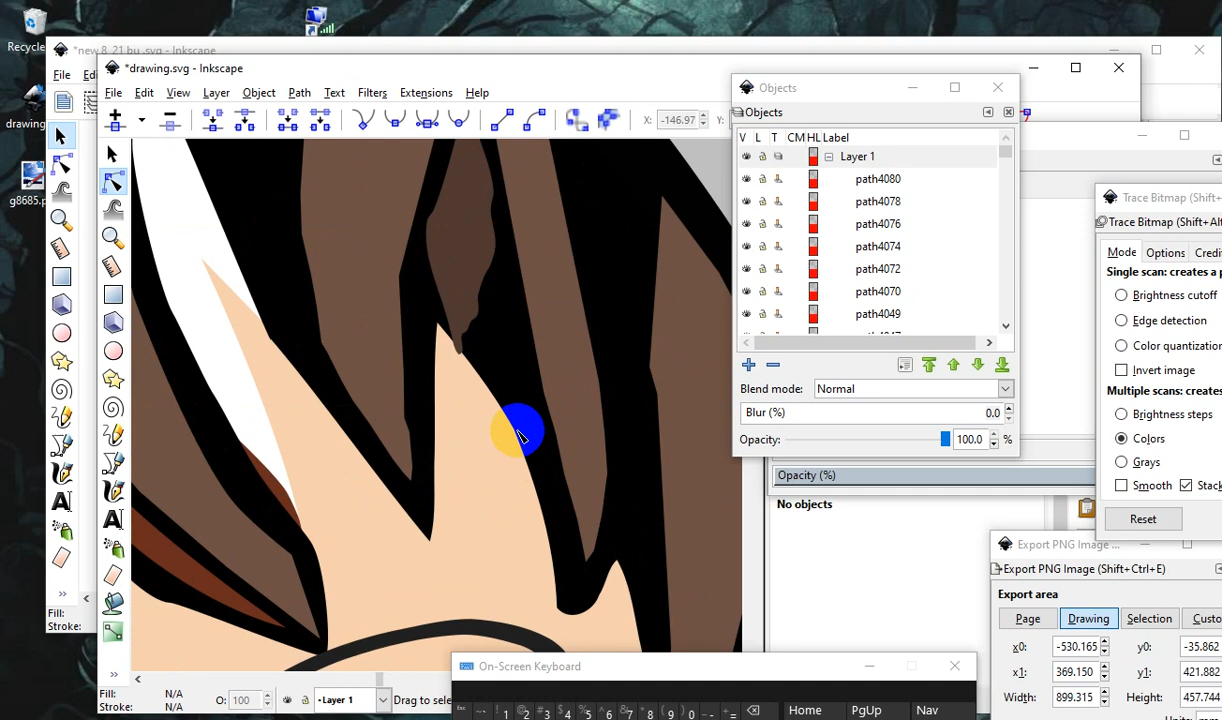 Recycle
*new 8 21 bu .svg - Inkscape
*drawing.svg - Inkscape
File
File Edit View Layer Object Path Text Filters Extensions Help
X: -146.97 Y:
drawing
Objects
Objects
V L T CM HL Label
Layer 1
path4080
path4078
path4076
path4074
path4072
path4070
path4049
Blend mode: Normal
Blur (%) 0.0
Opacity: 100.0 %
Opacity (%)
No objects
Trace Bitmap (Shift+
Trace Bitmap (Shift+Alt
Mode Options Credi
Single scan: creates a p
Brightness cutoff
Edge detection
Color quantization
Invert image
Multiple scans: creates
Brightness steps
Colors
Grays
Smooth Stack
Reset
Export PNG Image ...
Export PNG Image (Shift+Ctrl+E)
Export area
Page Drawing Selection Custo
x0: -530.165 y0: -35.862
x1: 369.150 y1: 421.882
Width: 899.315 Height: 457.744
Fill:
Stroke:
Fill: N/A
Stroke: N/A
O: 100
Layer 1
Drag to sele
On-Screen Keyboard
Home PgUp Nav